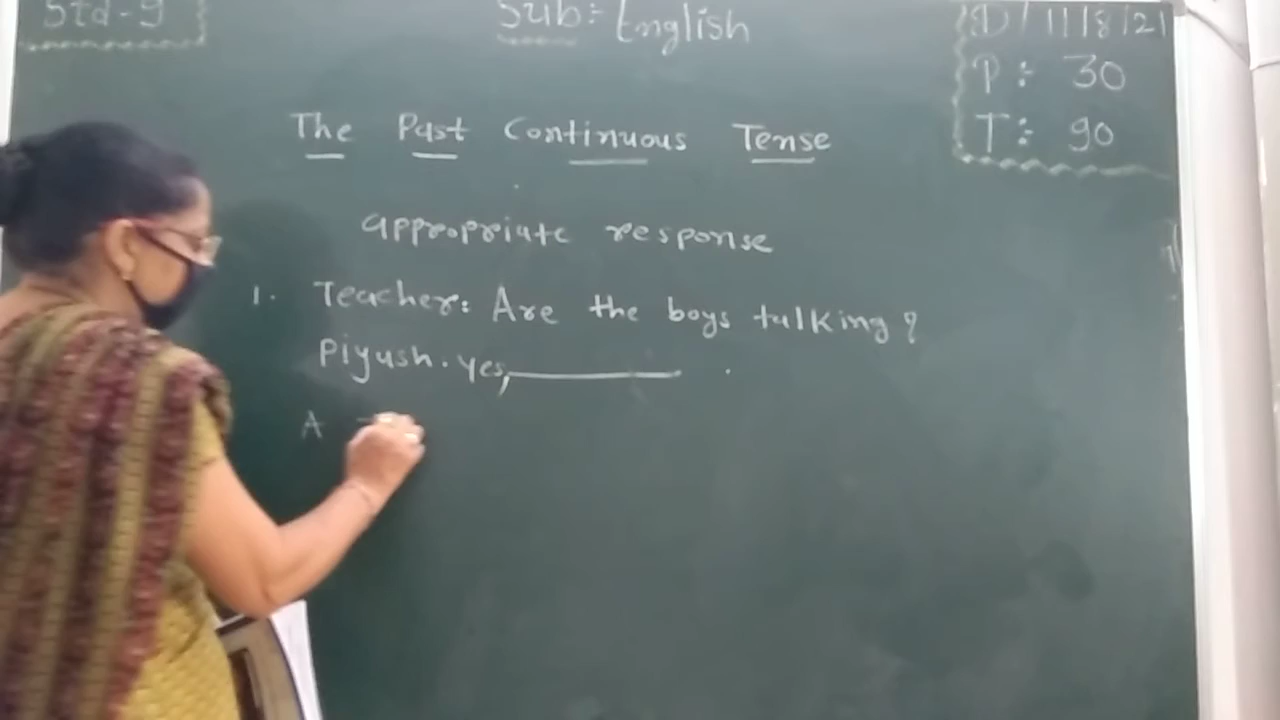 Std-9
Sub:- English
D / 11/8/21
P: 30
T: 90
The Past Continuous Tense
appropriate response
1. Teacher: Are the boys talking?
Piyush. yes,_______ .
A